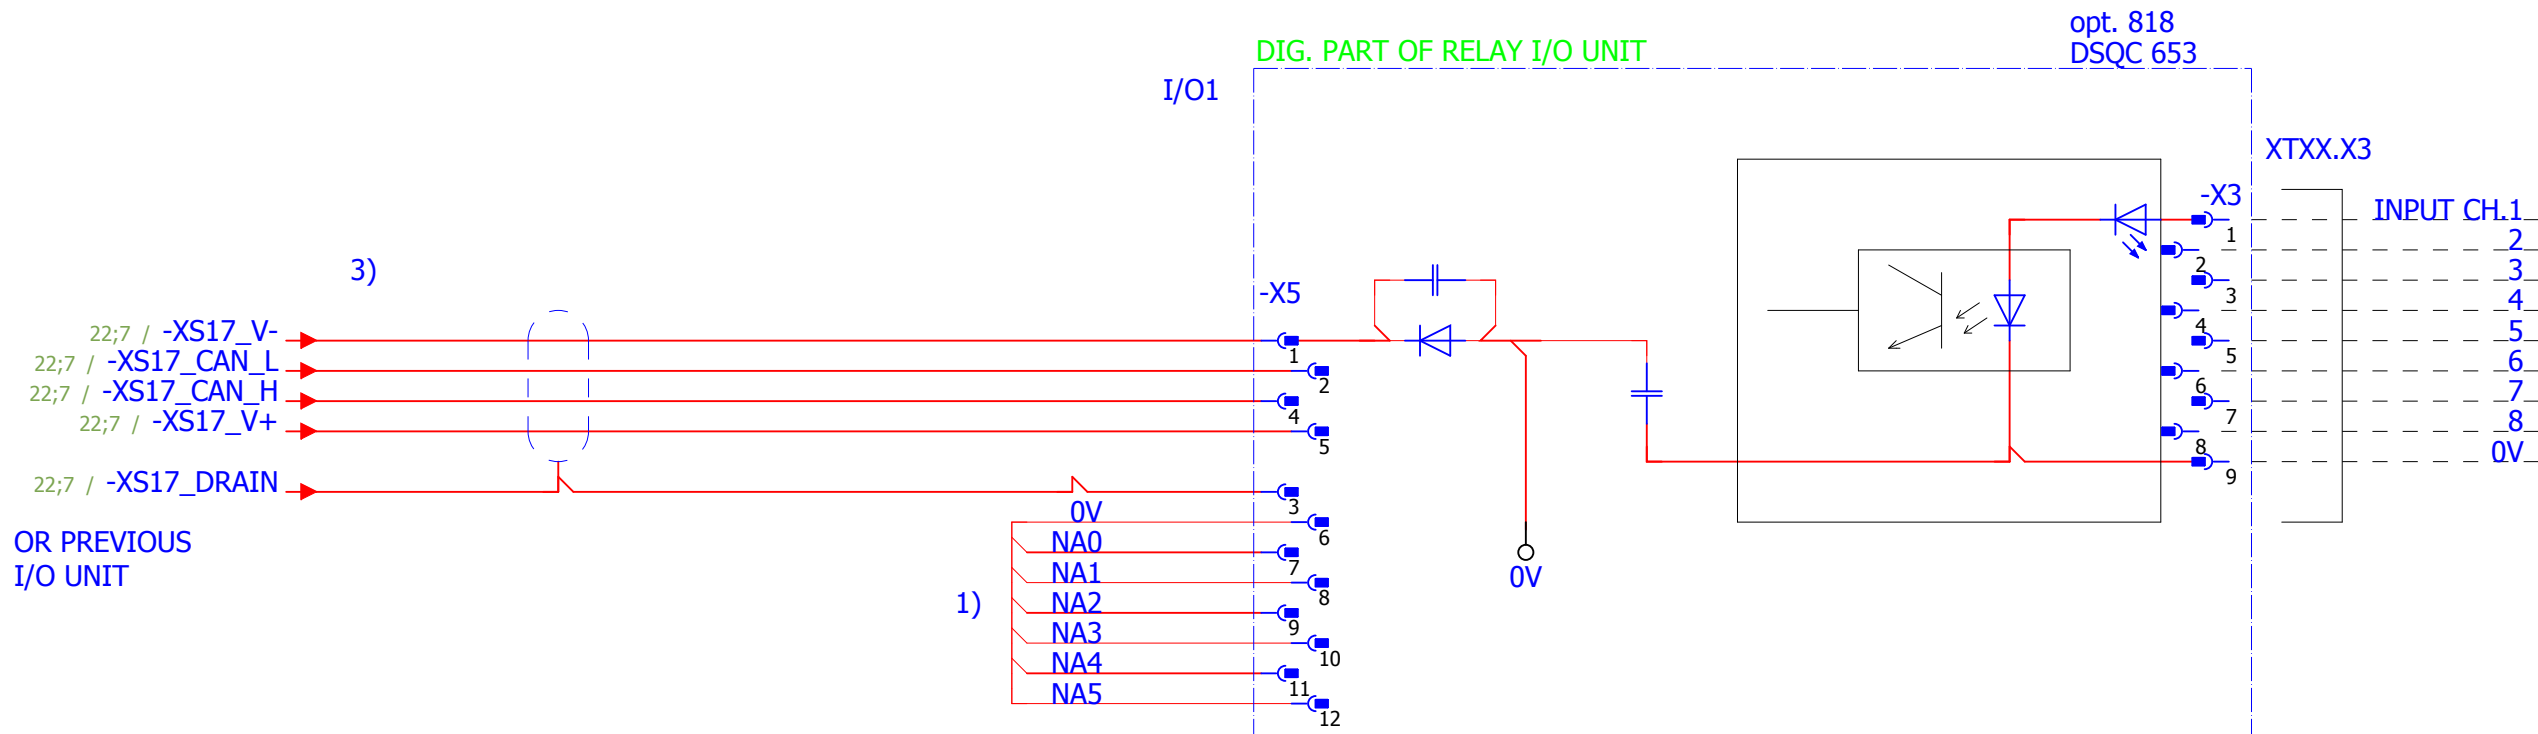 opt. 818
DSQC 653
DIG. PART OF RELAY I/O UNIT
I/O1
XTXX.X3
-X3
INPUT CH.1
1
2
2
3
3
4
4
5
5
6
6
7
7
8
8
0V
9
3)
-X5
22;7 / -XS17_V-
1
22;7 / -XS17_CAN_L
2
22;7 / -XS17_CAN_H
4
22;7 / -XS17_V+
5
22;7 / -XS17_DRAIN
3
OR PREVIOUS
I/O UNIT
1)
0V
6
NA0
7
NA1
8
NA2
9
NA3
10
NA4
11
NA5
12
0V